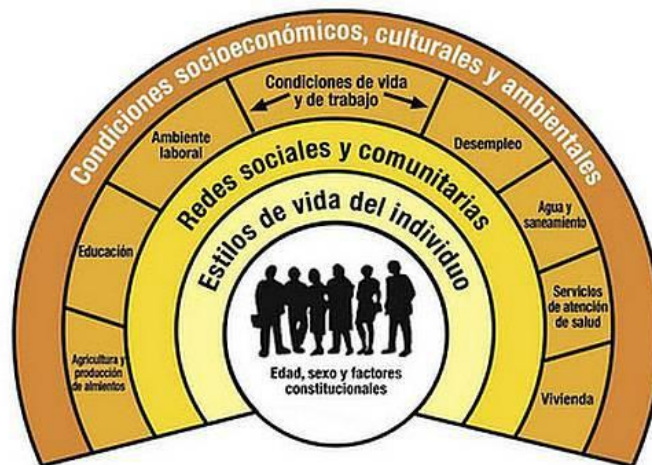 Condiciones socioeconómicos, culturales y ambientales
Condiciones de vida
y de trabajo
Ambiente
laboral
Desempleo
Educación
Agua y
saneamiento
Agricultura y
producción
de almientos
Servicios
de atención
de salud
Vivienda
Redes sociales y comunitarias
Estilos de vida del individuo
Edad, sexo y factores
constitucionales